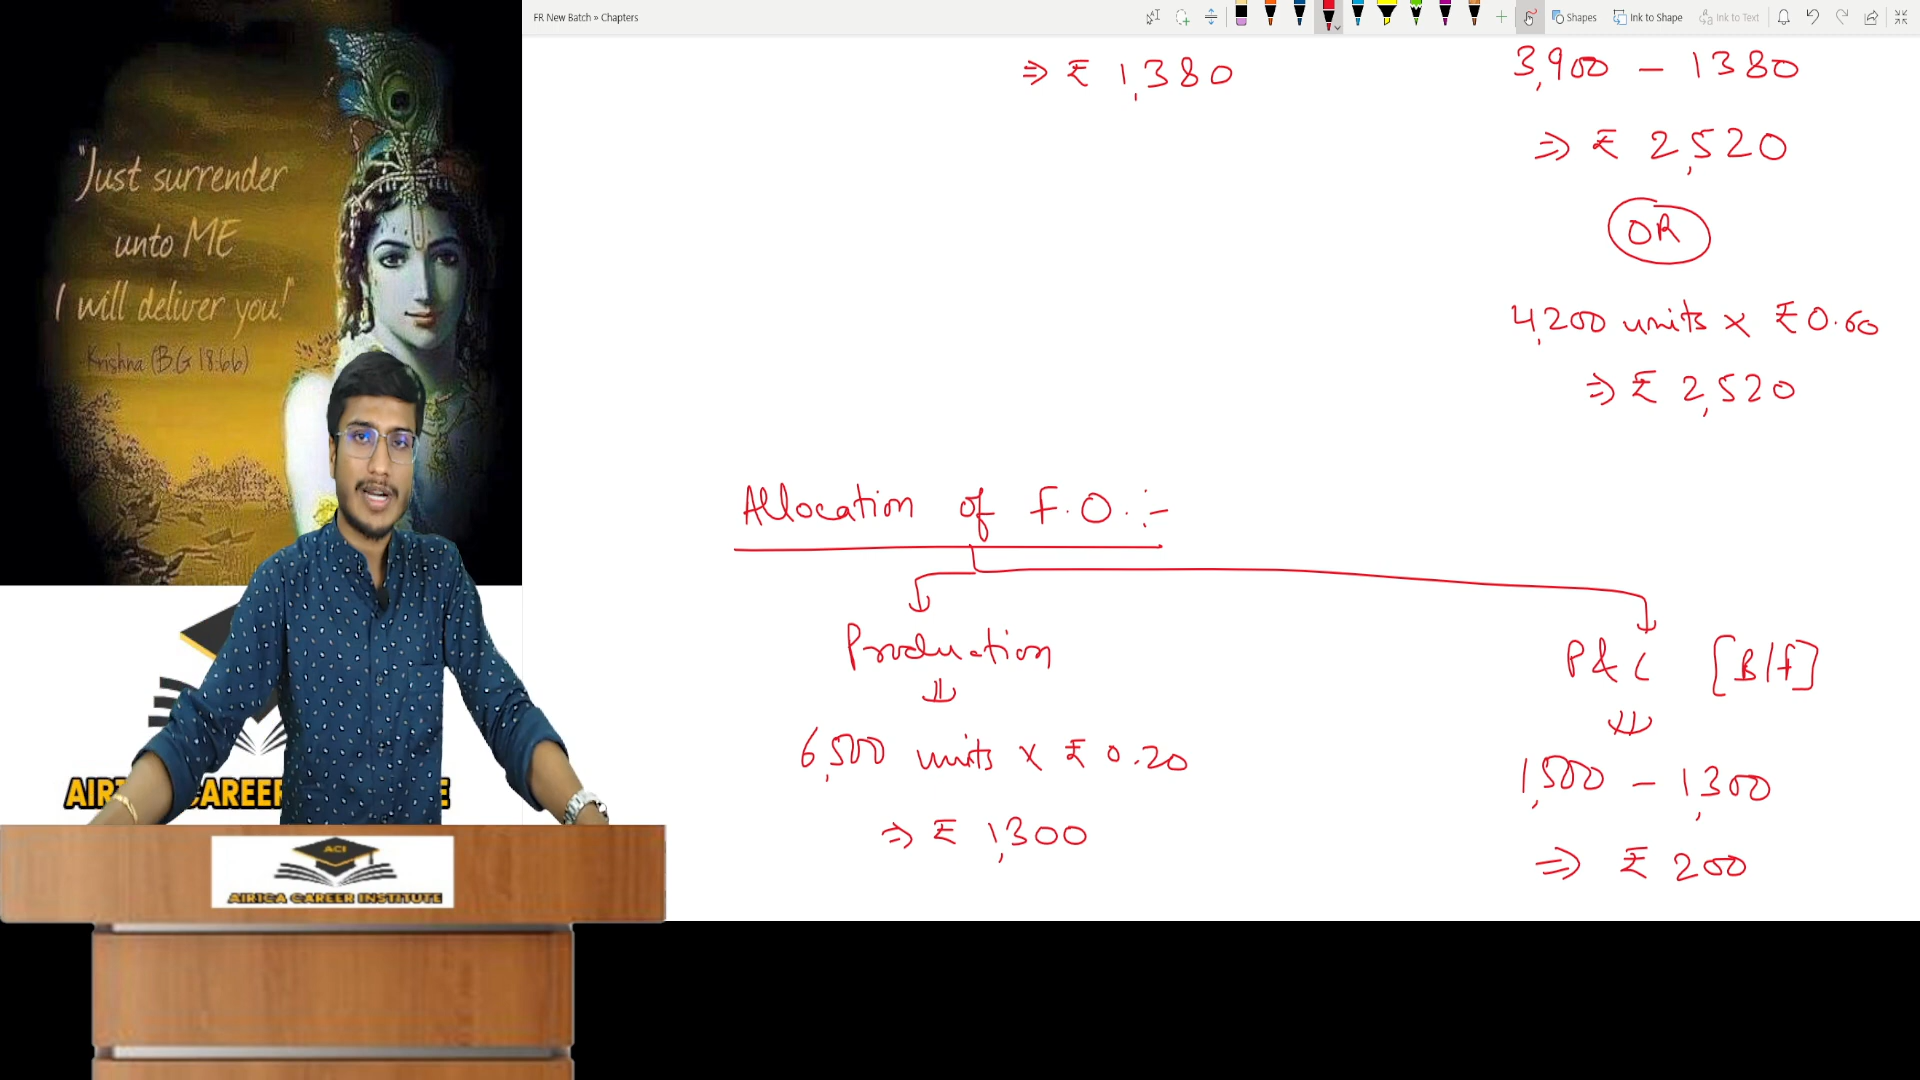 FR New Batch » Chapters
Shapes
Ink to Shape
Ink to Text
⇒ ₹ 1,380
3,900 – 1380
⇒ ₹ 2,520
OR
4,200 units × ₹ 0.60
⇒ ₹ 2,520
"Just surrender
unto ME
I will deliver you!"
- Krishna (B.G 18:66)
Allocation of F.O. :-
Production
P & L [B/f]
6,500 units × ₹ 0.20
1,500 – 1,300
⇒ ₹ 1,300
⇒ ₹ 200
ACI
AIR1CA CAREER INSTITUTE